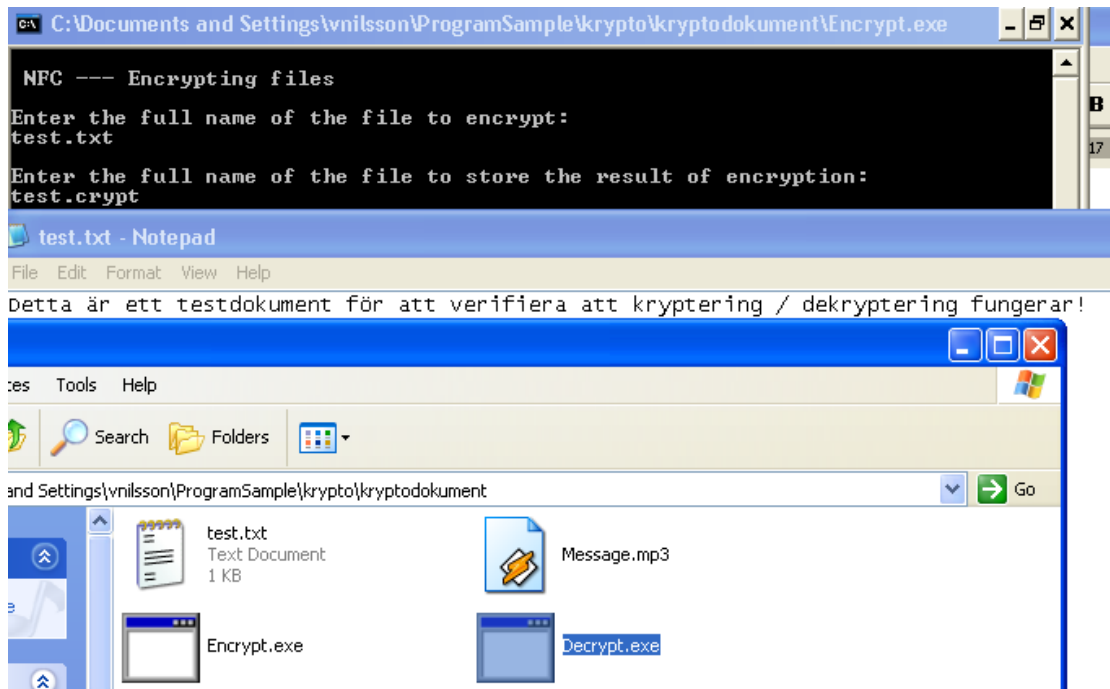 C:\Documents and Settings\vnilsson\ProgramSample\krypto\kryptodokument\Encrypt.exe
NFC --- Encrypting files
Enter the full name of the file to encrypt:
test.txt
Enter the full name of the file to store the result of encryption:
test.crypt
B
17
test.txt - Notepad
File Edit Format View Help
Detta är ett testdokument för att verifiera att kryptering / dekryptering fungerar!
Tools Help
Search Folders
and Settings\vnilsson\ProgramSample\krypto\kryptodokument
Go
test.txt
Text Document
1 KB
Message.mp3
Encrypt.exe
Decrypt.exe